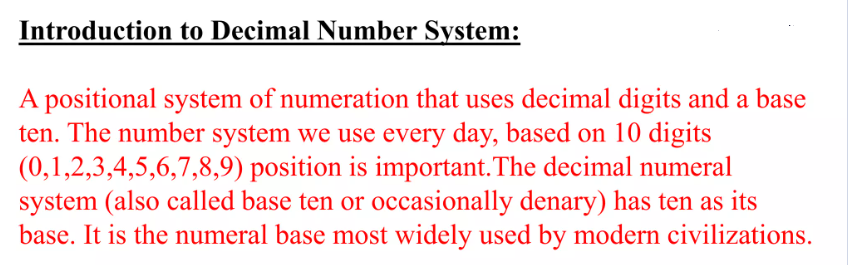 Introduction to Decimal Number System:
A positional system of numeration that uses decimal digits and a base
ten. The number system we use every day, based on 10 digits
(0,1,2,3,4,5,6,7,8,9) position is important.The decimal numeral
system (also called base ten or occasionally denary) has ten as its
base. It is the numeral base most widely used by modern civilizations.